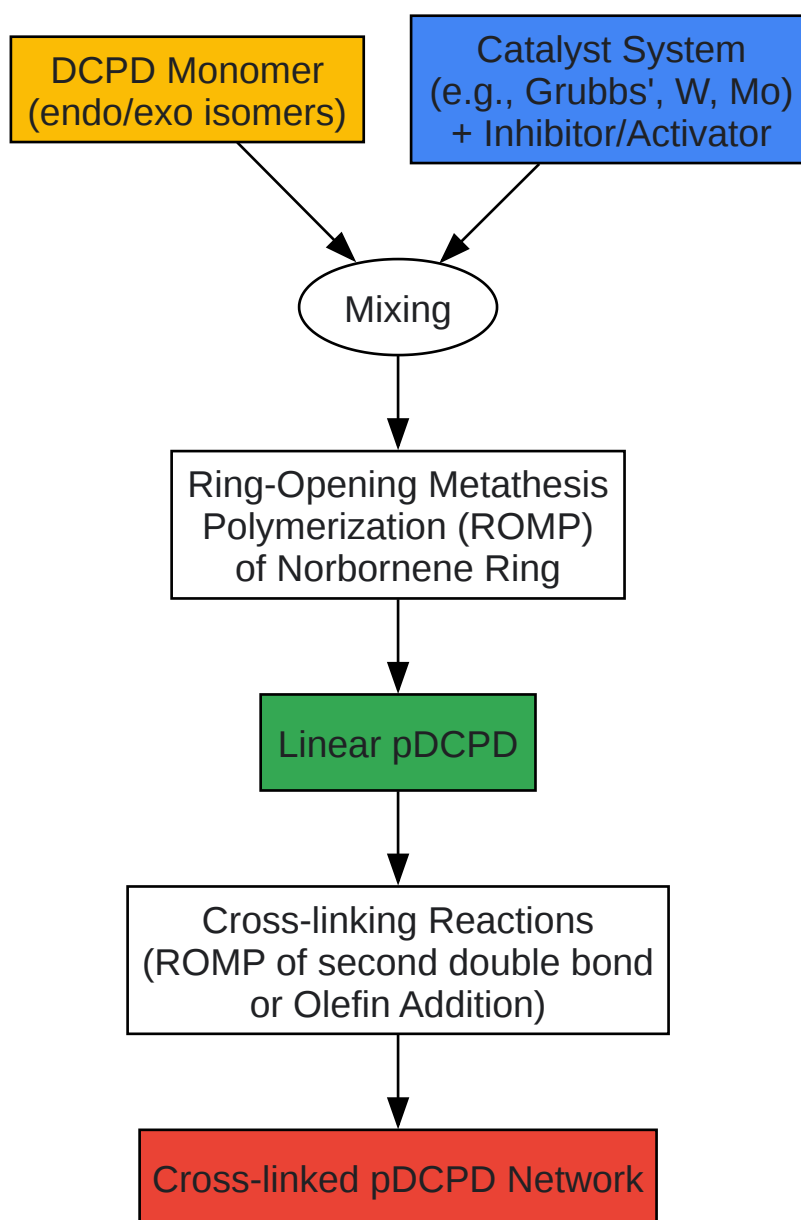 DCPD Monomer
(endo/exo isomers)
Catalyst System
(e.g., Grubbs', W, Mo)
+ Inhibitor/Activator
Mixing
Ring-Opening Metathesis
Polymerization (ROMP)
of Norbornene Ring
Linear pDCPD
Cross-linking Reactions
(ROMP of second double bond
or Olefin Addition)
Cross-linked pDCPD Network